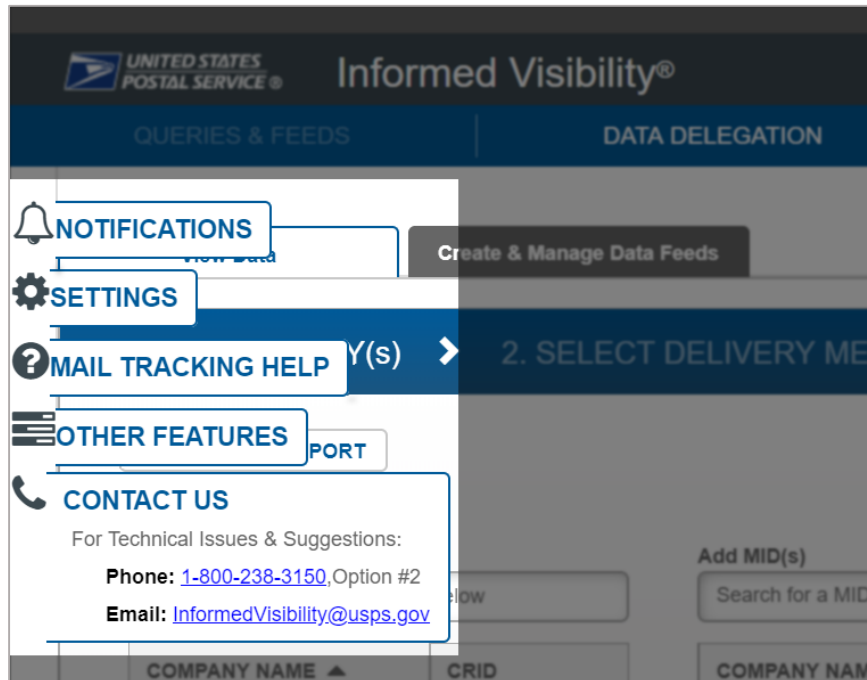 UNITED STATES
POSTAL SERVICE ®
Informed Visibility®
QUERIES & FEEDS
DATA DELEGATION
NOTIFICATIONS
View Data
Create & Manage Data Feeds
SETTINGS
Y(s)
2. SELECT DELIVERY ME
MAIL TRACKING HELP
OTHER FEATURES
PORT
CONTACT US
For Technical Issues & Suggestions:
Phone: 1-800-238-3150,Option #2
Email: InformedVisibility@usps.gov
Add MID(s)
elow
Search for a MID
COMPANY NAME
CRID
COMPANY NAM